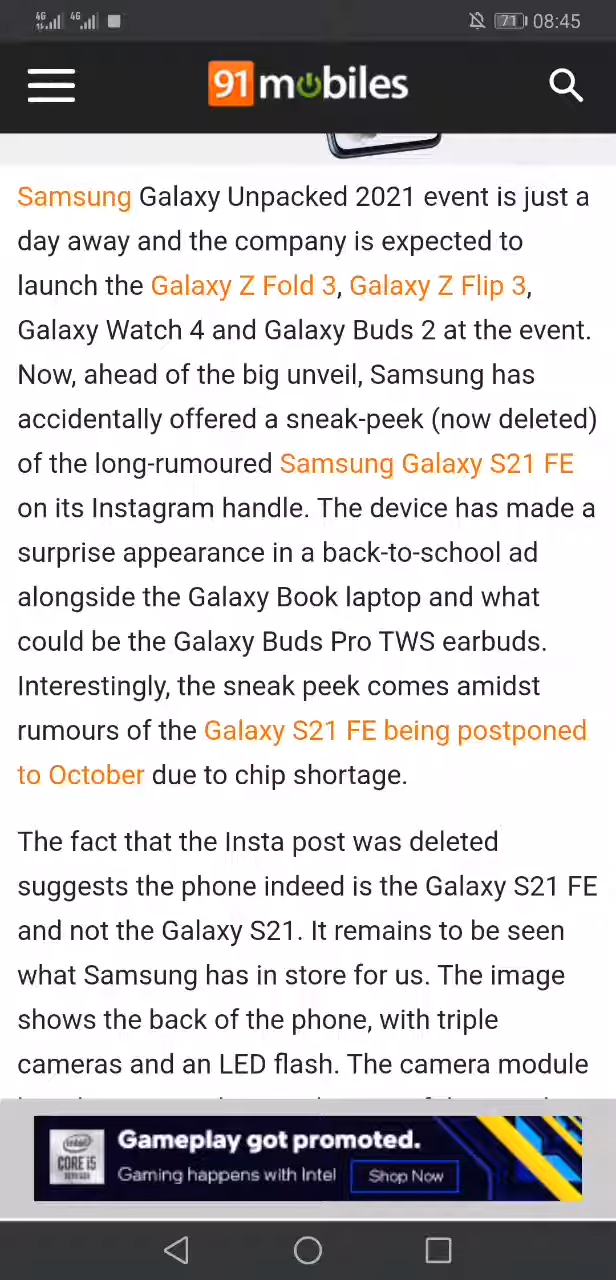 4G 4G 71 08:45
91mobiles
Samsung Galaxy Unpacked 2021 event is just a
day away and the company is expected to
launch the Galaxy Z Fold 3, Galaxy Z Flip 3,
Galaxy Watch 4 and Galaxy Buds 2 at the event.
Now, ahead of the big unveil, Samsung has
accidentally offered a sneak-peek (now deleted)
of the long-rumoured Samsung Galaxy S21 FE
on its Instagram handle. The device has made a
surprise appearance in a back-to-school ad
alongside the Galaxy Book laptop and what
could be the Galaxy Buds Pro TWS earbuds.
Interestingly, the sneak peek comes amidst
rumours of the Galaxy S21 FE being postponed
to October due to chip shortage.
The fact that the Insta post was deleted
suggests the phone indeed is the Galaxy S21 FE
and not the Galaxy S21. It remains to be seen
what Samsung has in store for us. The image
shows the back of the phone, with triple
cameras and an LED flash. The camera module
intel
CORE i5
Gameplay got promoted.
Gaming happens with Intel
Shop Now